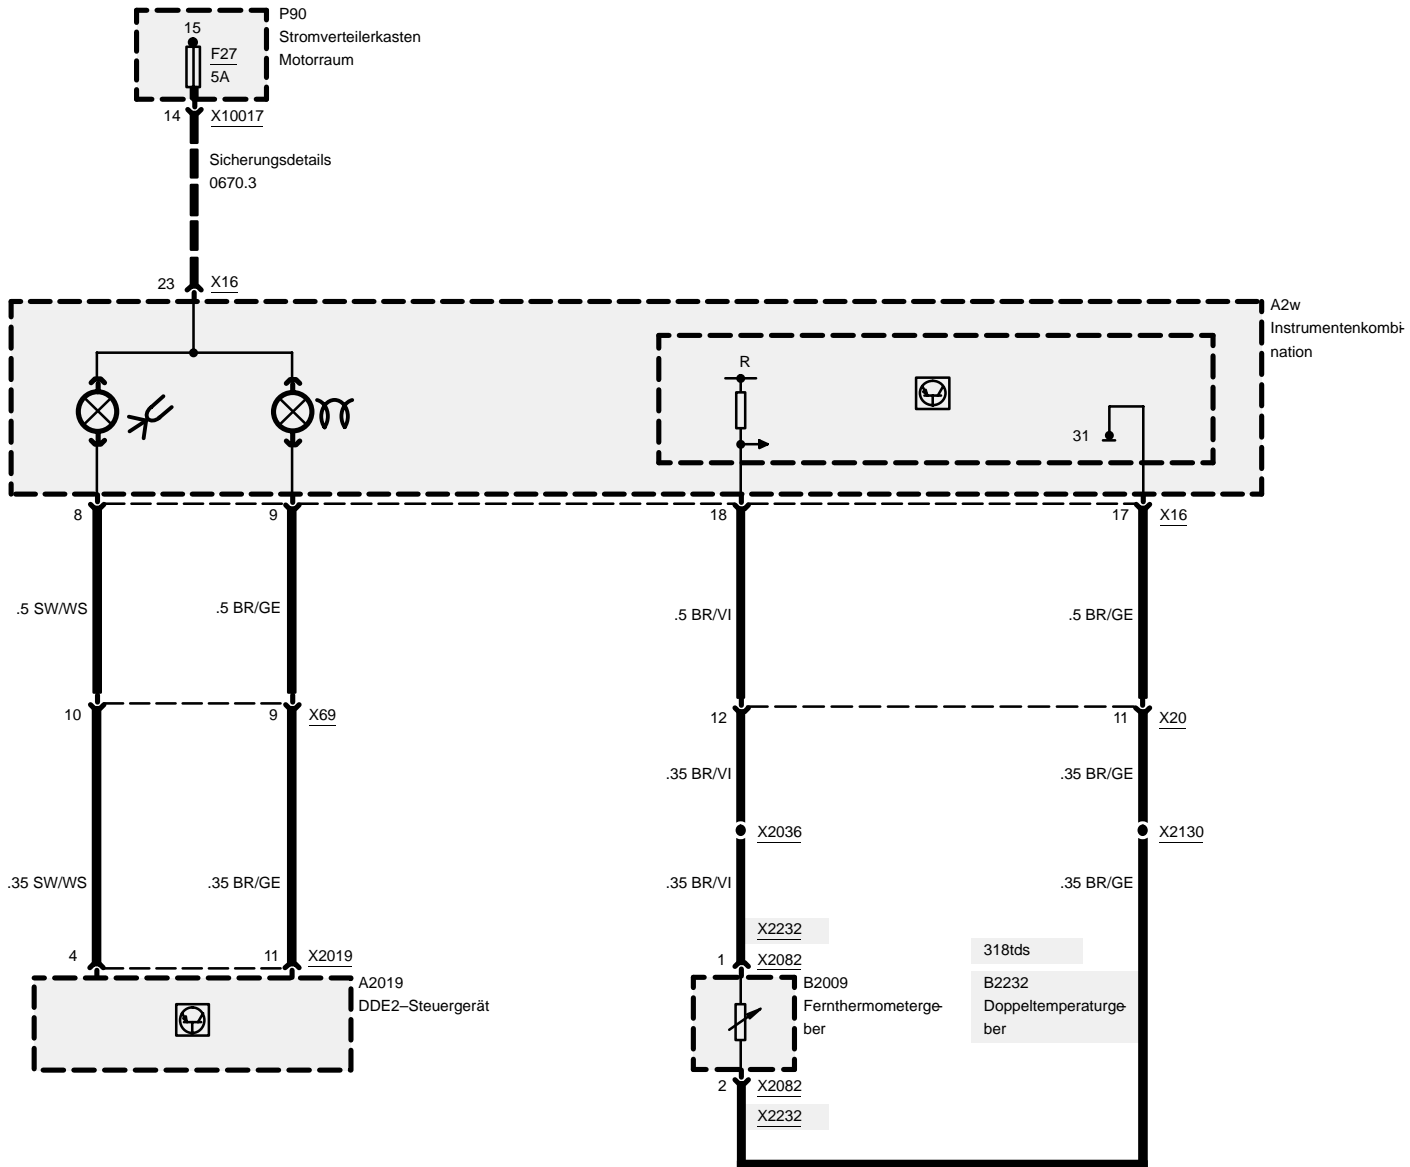 P90
Stromverteilerkasten
Motorraum
15
F27
5A
14
X10017
Sicherungsdetails
0670.3
23
X16
A2w
Instrumentenkombi-
nation
R
31
8
9
18
17
X16
.5 SW/WS
.5 BR/GE
.5 BR/VI
.5 BR/GE
10
9
X69
12
11
X20
.35 BR/VI
.35 BR/GE
X2036
X2130
.35 SW/WS
.35 BR/GE
.35 BR/VI
.35 BR/GE
X2232
318tds
4
11
X2019
1
X2082
A2019
DDE2–Steuergerät
B2009
Fernthermometerge-
ber
B2232
Doppeltemperaturge-
ber
2
X2082
X2232